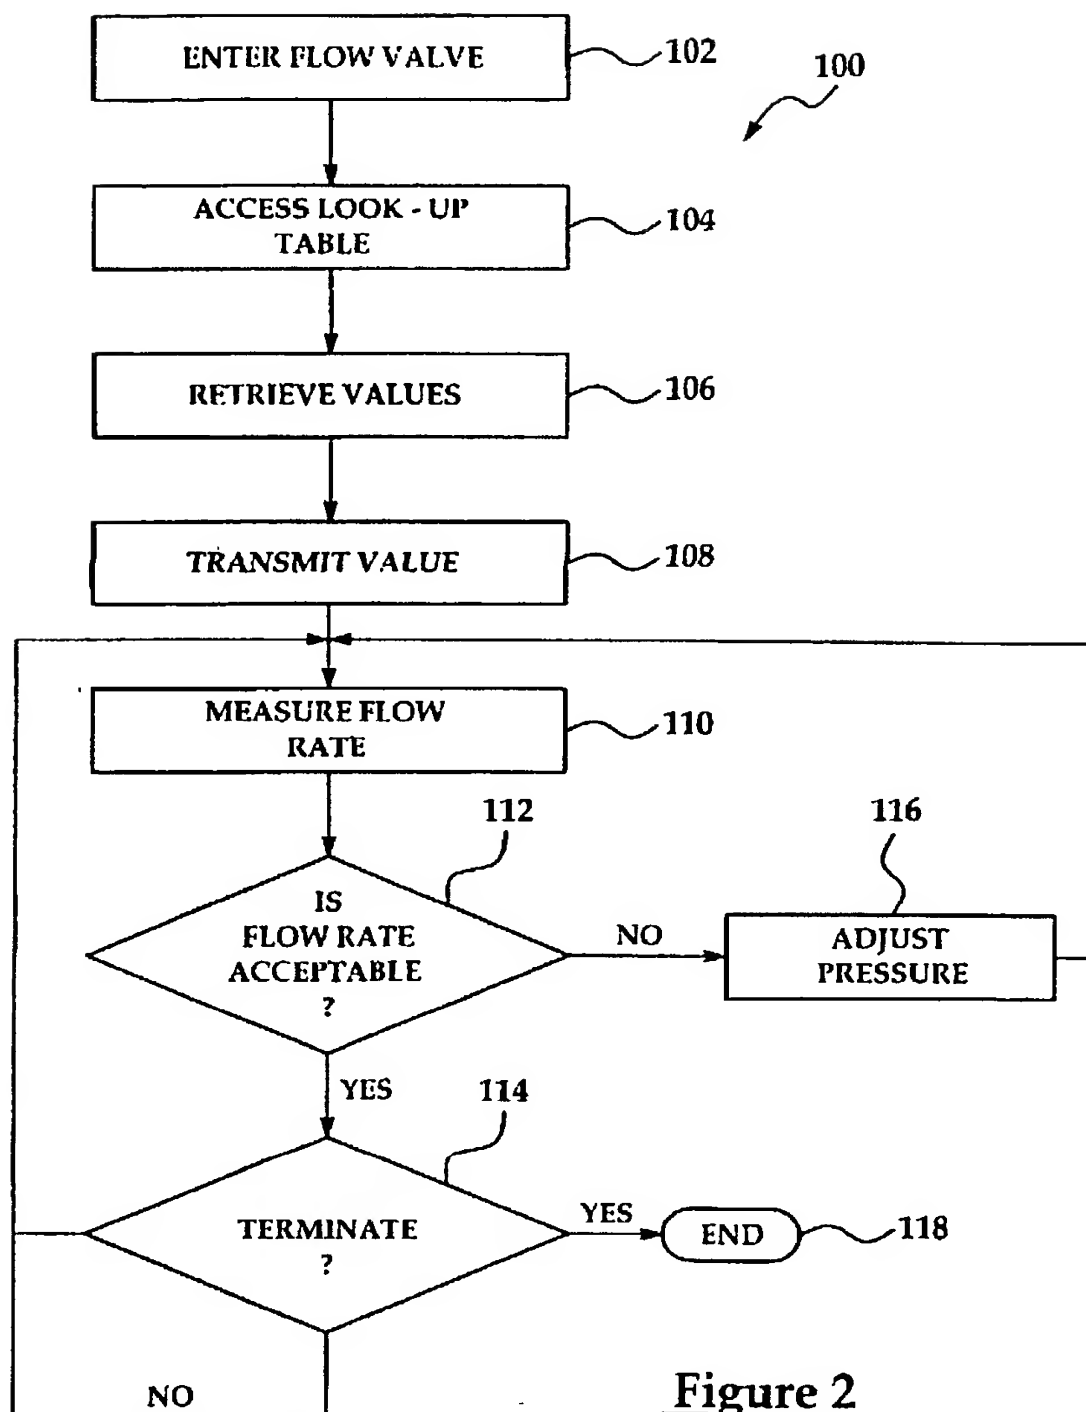 ENTER FLOW VALVE
102
100
ACCESS LOOK - UP
TABLE
104
RETRIEVE VALUES
106
TRANSMIT VALUE
108
MEASURE FLOW
RATE
110
112
116
IS
FLOW RATE
ACCEPTABLE
?
NO
ADJUST
PRESSURE
YES
114
TERMINATE
?
YES
END
118
NO
Figure 2